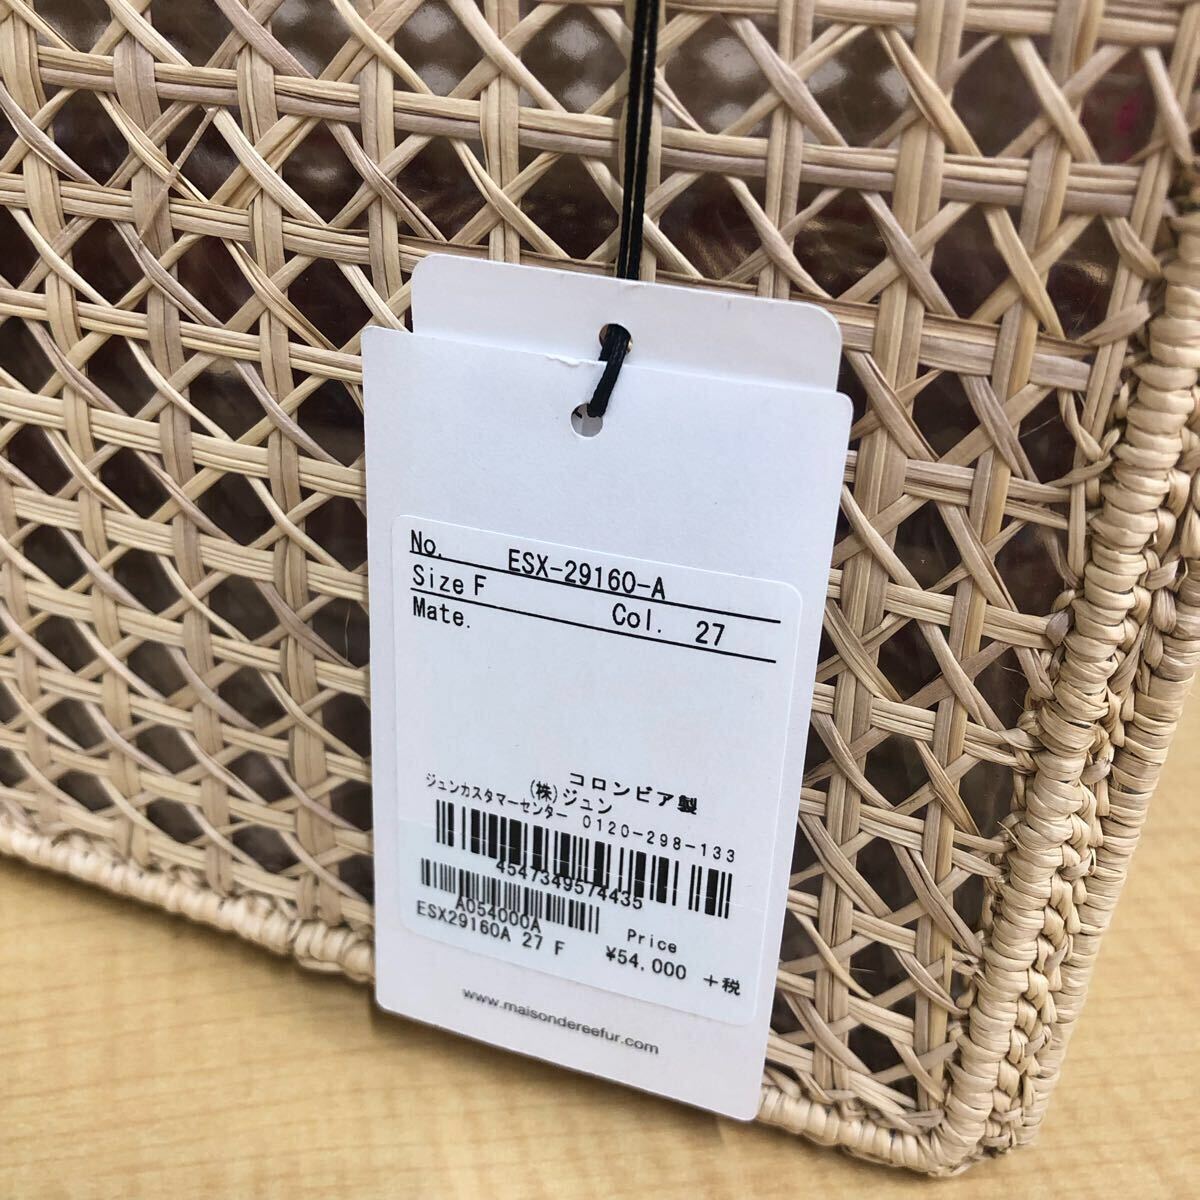 No. ESX-29160-A
Size F Col. 27
Mate.
コロンビア製
(株)ジュン
ジュンカスタマーセンター 0120-298-133
4547349574435
A054000A
ESX29160A 27 F
Price
¥54,000 +税
www.maisondereefur.com